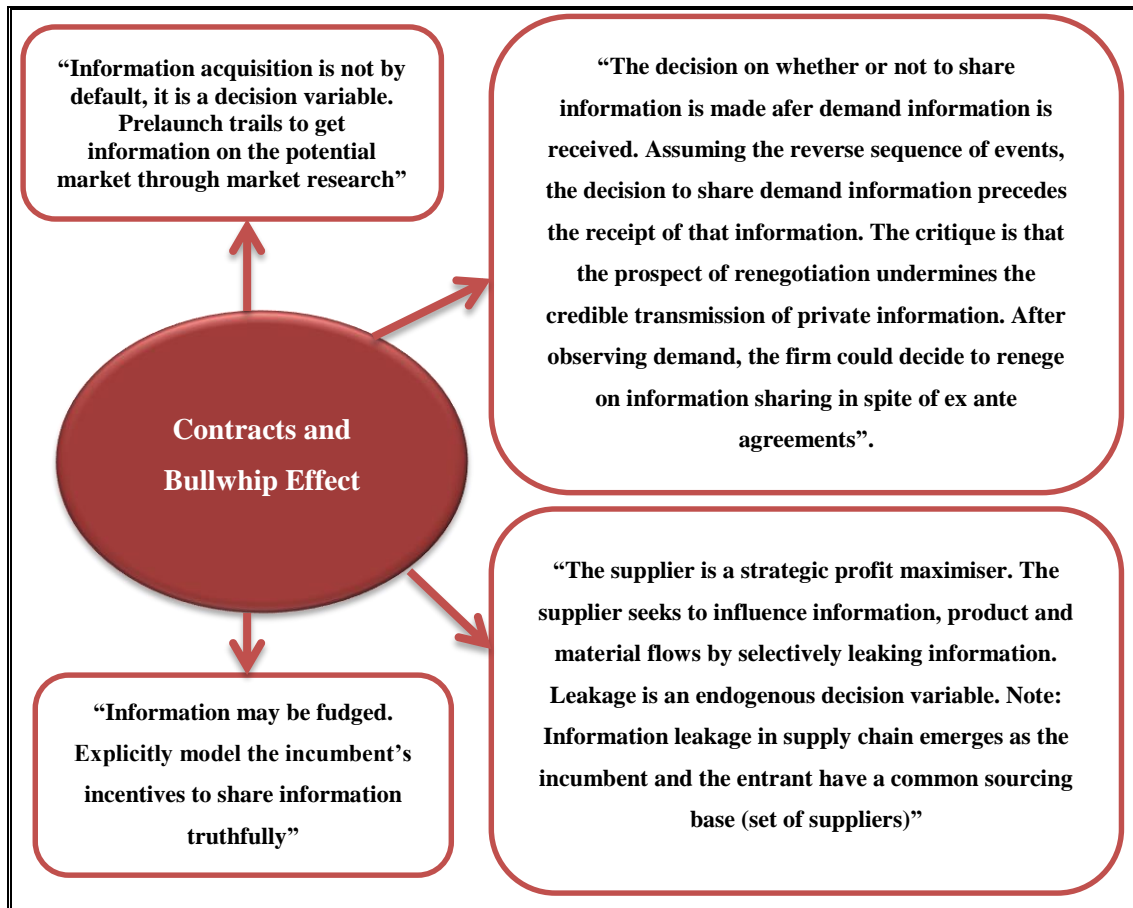 “Information acquisition is not by
default, it is a decision variable.
Prelaunch trails to get
information on the potential
market through market research”
“The decision on whether or not to share
information is made afer demand information is
received. Assuming the reverse sequence of events,
the decision to share demand information precedes
the receipt of that information. The critique is that
the prospect of renegotiation undermines the
credible transmission of private information. After
observing demand, the firm could decide to renege
on information sharing in spite of ex ante
agreements”.
Contracts and
Bullwhip Effect
“Information may be fudged.
Explicitly model the incumbent’s
incentives to share information
truthfully”
“The supplier is a strategic profit maximiser. The
supplier seeks to influence information, product and
material flows by selectively leaking information.
Leakage is an endogenous decision variable. Note:
Information leakage in supply chain emerges as the
incumbent and the entrant have a common sourcing
base (set of suppliers)”